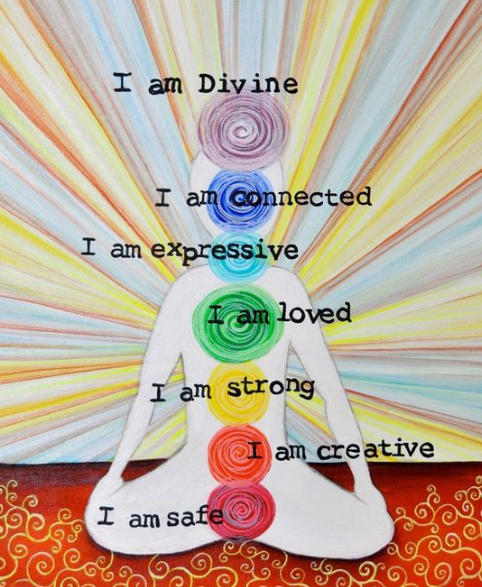 I am Divine
I am connected
I am expressive
I am loved
I am strong
I am creative
I am safe